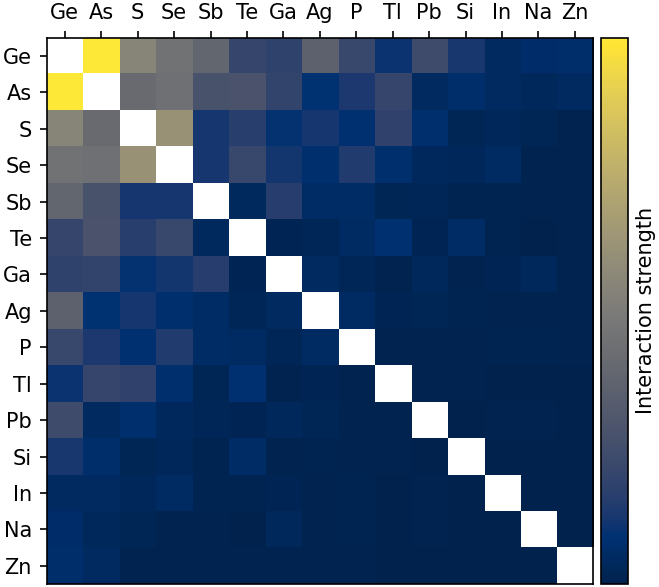 Ge As S Se Sb Te Ga Ag P Tl Pb Si In Na Zn
Ge
As
S
Se
Sb
Te
Ga
Ag
P
Tl
Pb
Si
In
Na
Zn
Interaction strength